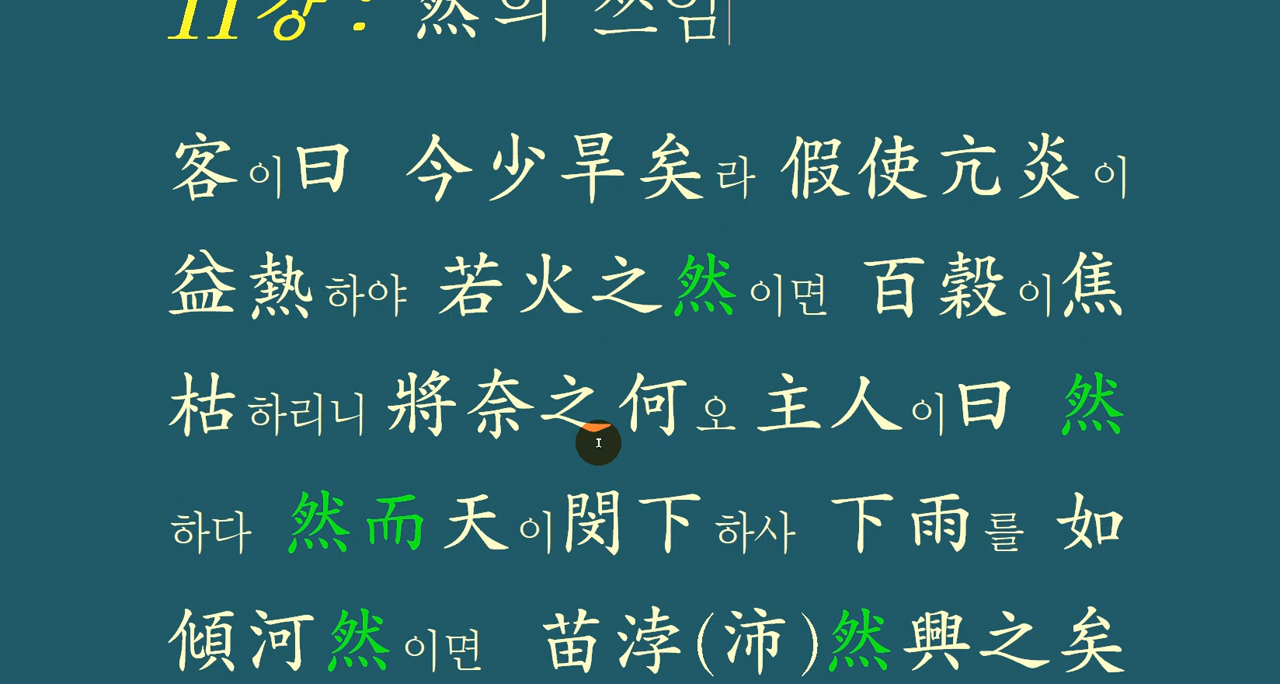 11강 : 然의 쓰임
客이曰 今少旱矣라 假使亢炎이
益熱하야 若火之然이면 百穀이焦
枯하리니 將奈之何오 主人이曰 然
하다 然而天이閔下하사 下雨를 如
傾河然이면 苗浡(沛)然興之矣